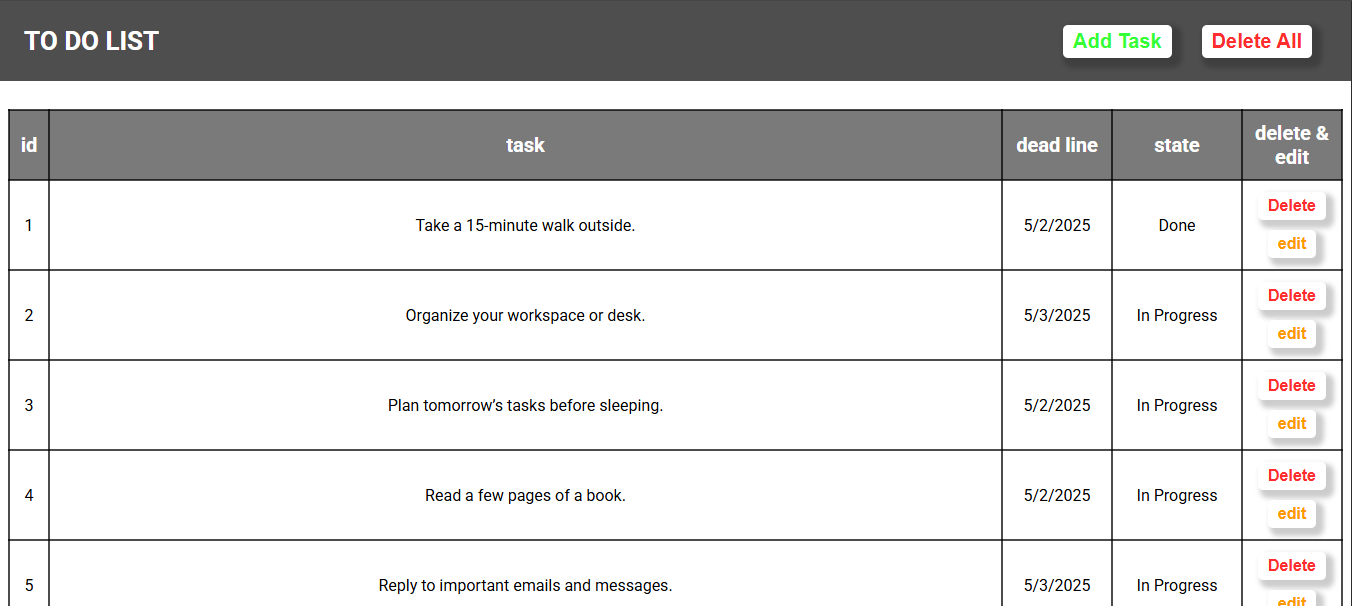 TO DO LIST Add Task Delete All
id task dead line state delete & edit
1 Take a 15-minute walk outside. 5/2/2025 Done Delete edit
2 Organize your workspace or desk. 5/3/2025 In Progress Delete edit
3 Plan tomorrow’s tasks before sleeping. 5/2/2025 In Progress Delete edit
4 Read a few pages of a book. 5/2/2025 In Progress Delete edit
5 Reply to important emails and messages. 5/3/2025 In Progress Delete edit